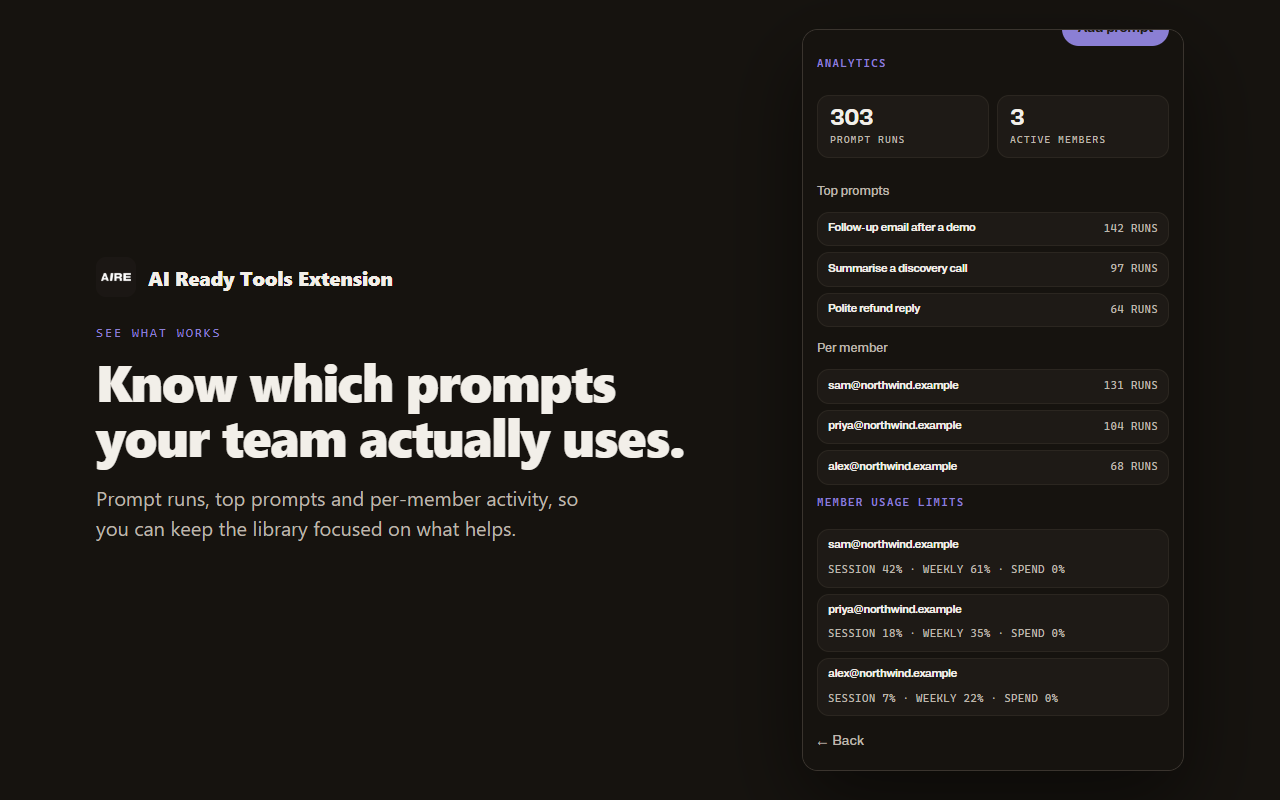 AIRE
AI Ready Tools Extension
SEE WHAT WORKS
Know which prompts
your team actually uses.
Prompt runs, top prompts and per-member activity, so
you can keep the library focused on what helps.
Add prompt
ANALYTICS
303
PROMPT RUNS
3
ACTIVE MEMBERS
Top prompts
Follow-up email after a demo 142 RUNS
Summarise a discovery call 97 RUNS
Polite refund reply 64 RUNS
Per member
sam@northwind.example 131 RUNS
priya@northwind.example 104 RUNS
alex@northwind.example 68 RUNS
MEMBER USAGE LIMITS
sam@northwind.example
SESSION 42% · WEEKLY 61% · SPEND 0%
priya@northwind.example
SESSION 18% · WEEKLY 35% · SPEND 0%
alex@northwind.example
SESSION 7% · WEEKLY 22% · SPEND 0%
← Back